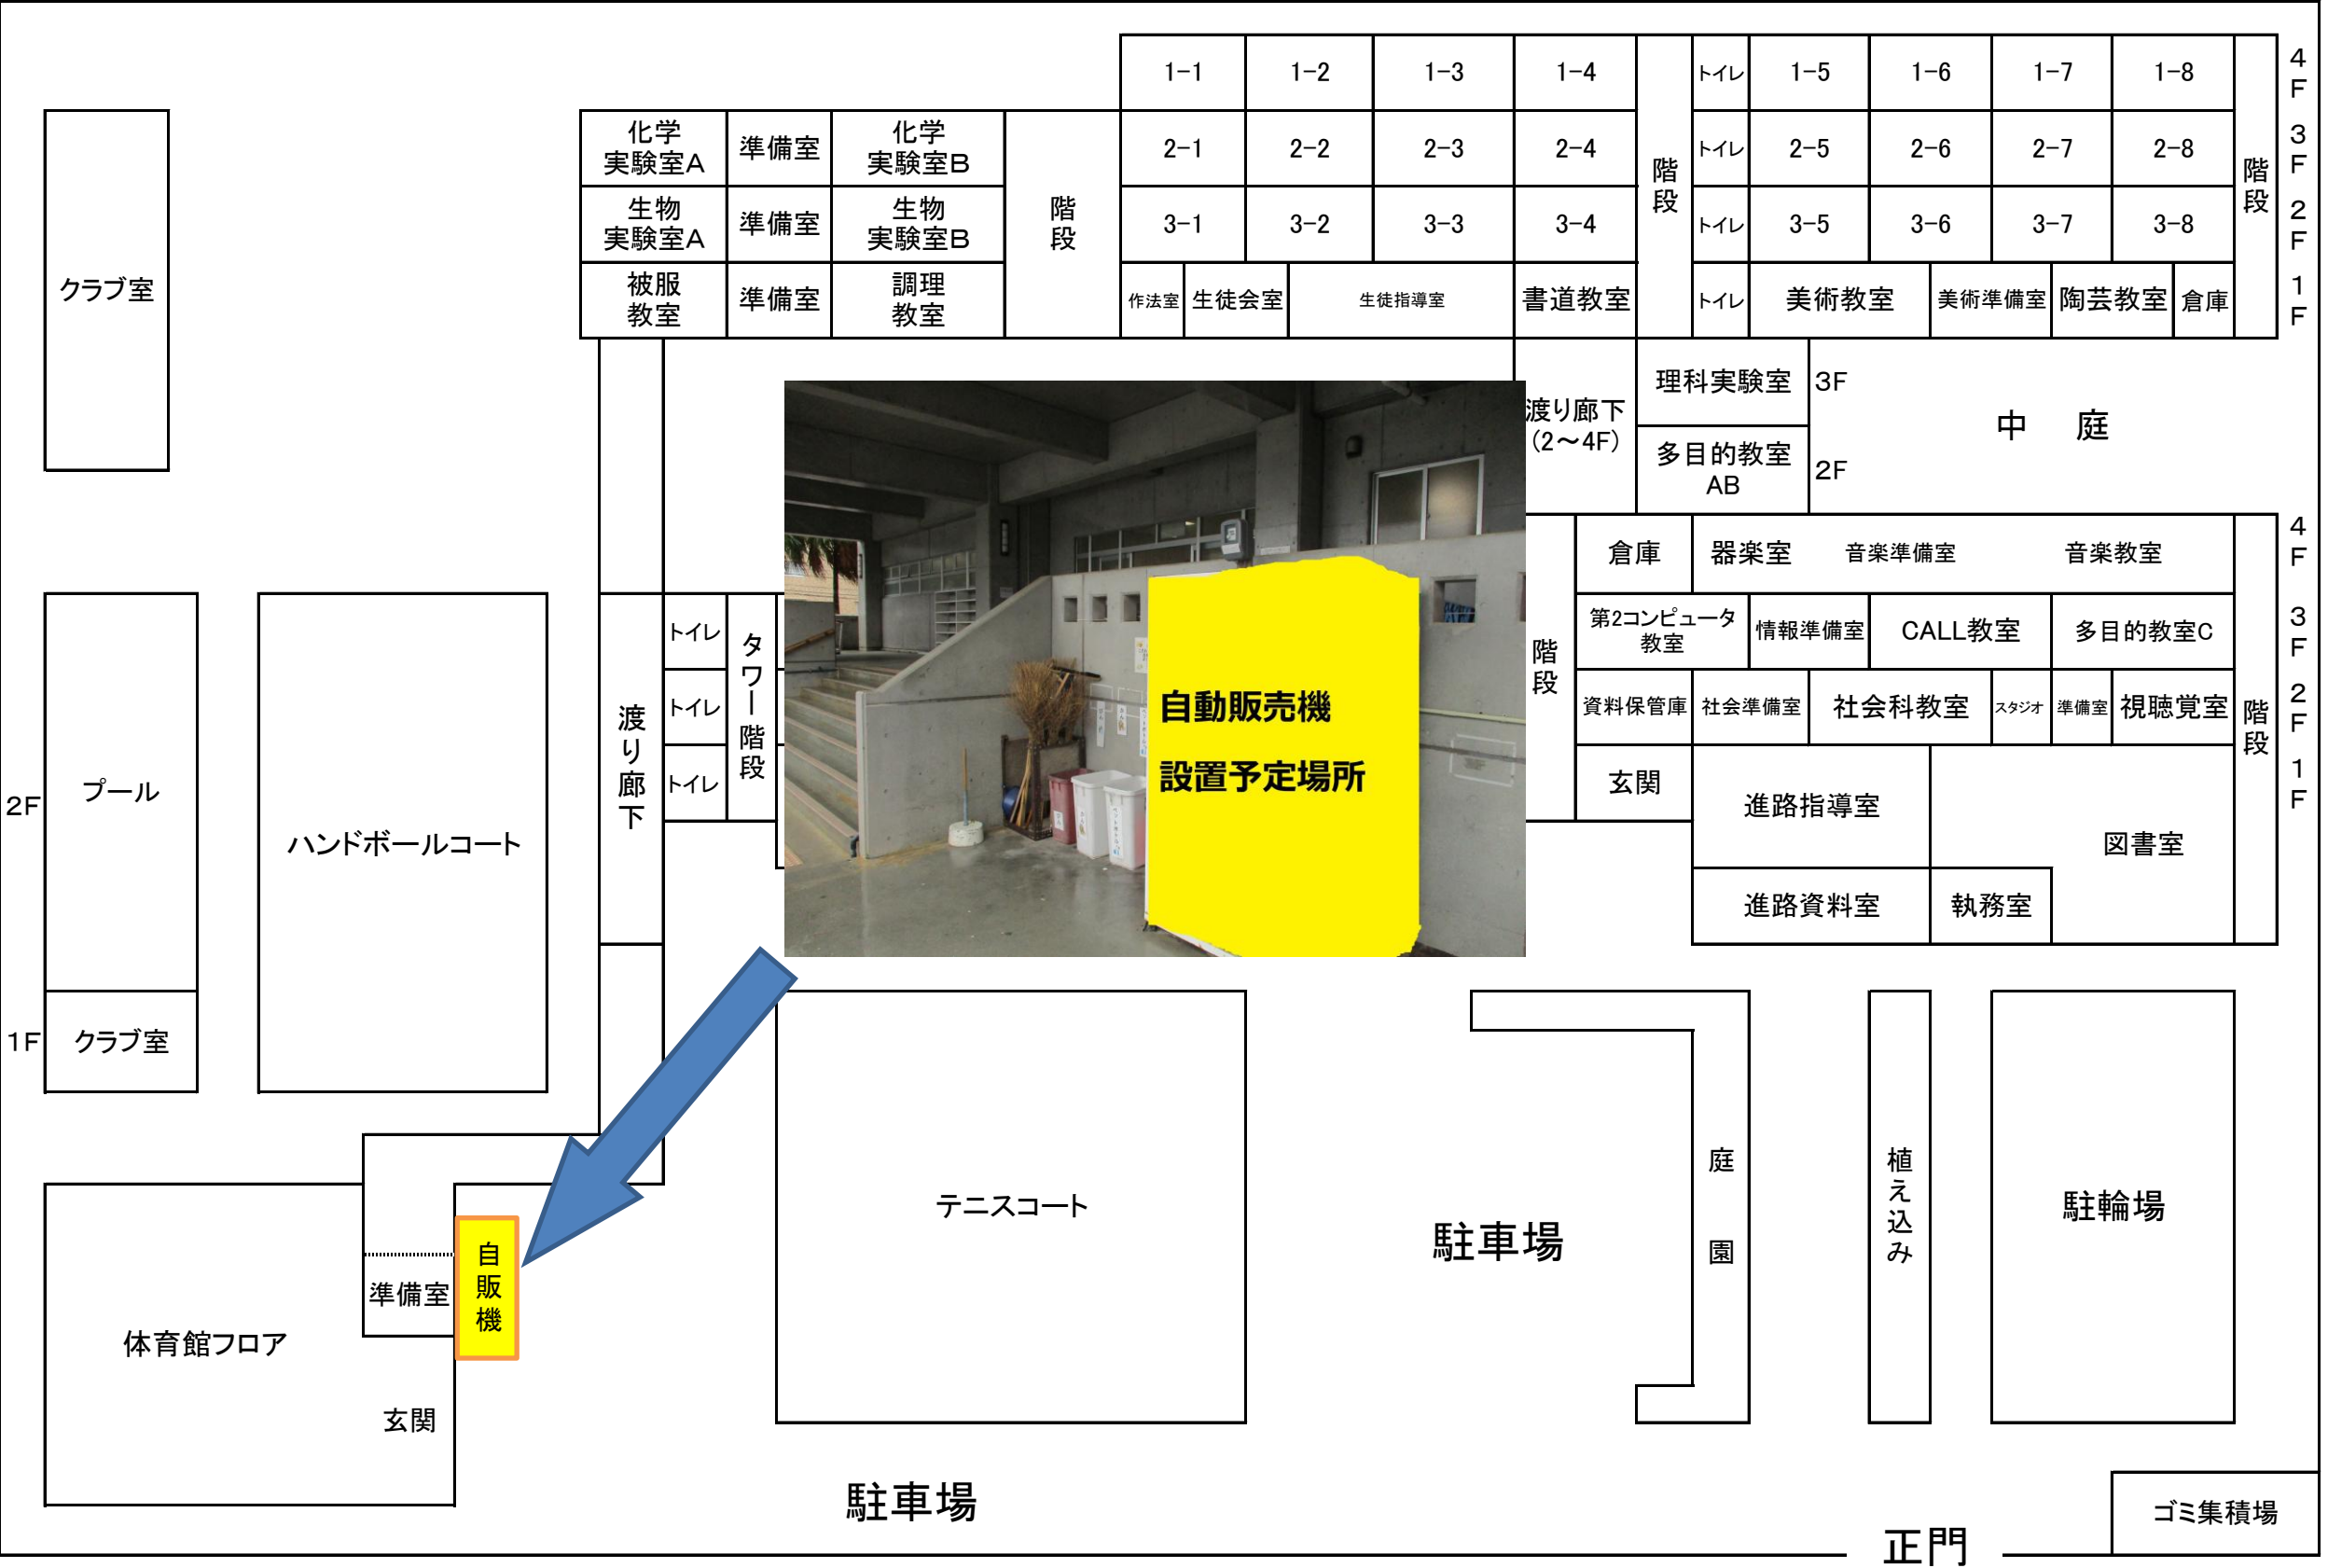 1-1 1-2 1-3 1-4 トイレ 1-5 1-6 1-7 1-8
4F
化学
実験室A
準備室
化学
実験室B
2-1 2-2 2-3 2-4 トイレ 2-5 2-6 2-7 2-8
3F
生物
実験室A
準備室
生物
実験室B
階段
3-1 3-2 3-3 3-4
階段
トイレ 3-5 3-6 3-7 3-8
階段
2F
被服
教室
準備室
調理
教室
作法室 生徒会室 生徒指導室 書道教室 トイレ 美術教室 美術準備室 陶芸教室 倉庫
1F
クラブ室
渡り廊下
(2～4F)
理科実験室 3F
多目的教室
AB
2F
中 庭
倉庫 器楽室 音楽準備室 音楽教室
4F
第2コンピュータ
教室
情報準備室 CALL教室 多目的教室C
3F
階段
資料保管庫 社会準備室 社会科教室 スタジオ 準備室 視聴覚室
階段
2F
玄関
進路指導室
図書室
1F
進路資料室 執務室
トイレ
トイレ
トイレ
タワー階段
渡り廊下
自動販売機
設置予定場所
2F プール
ハンドボールコート
1F クラブ室
テニスコート
駐車場
庭園
植え込み
駐輪場
自販機
準備室
体育館フロア
玄関
駐車場
正門
ゴミ集積場